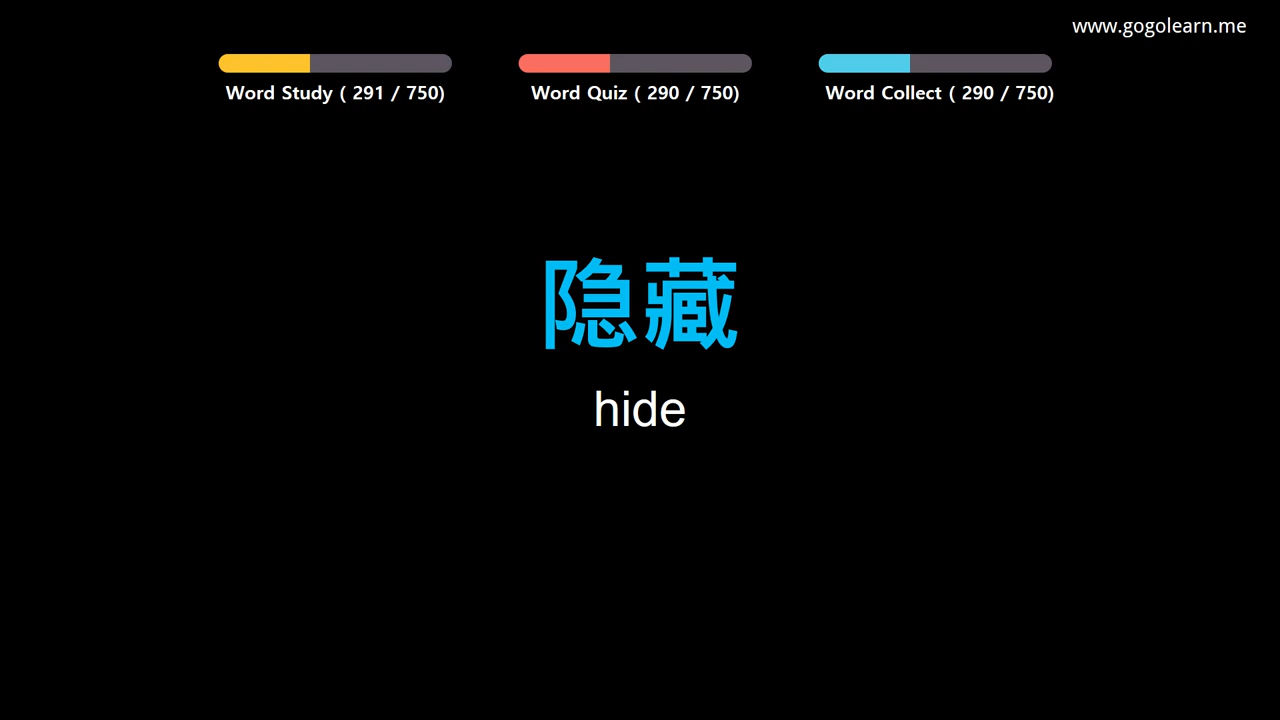 www.gogolearn.me
Word Study ( 291 / 750)
Word Quiz ( 290 / 750)
Word Collect ( 290 / 750)
隐藏
hide